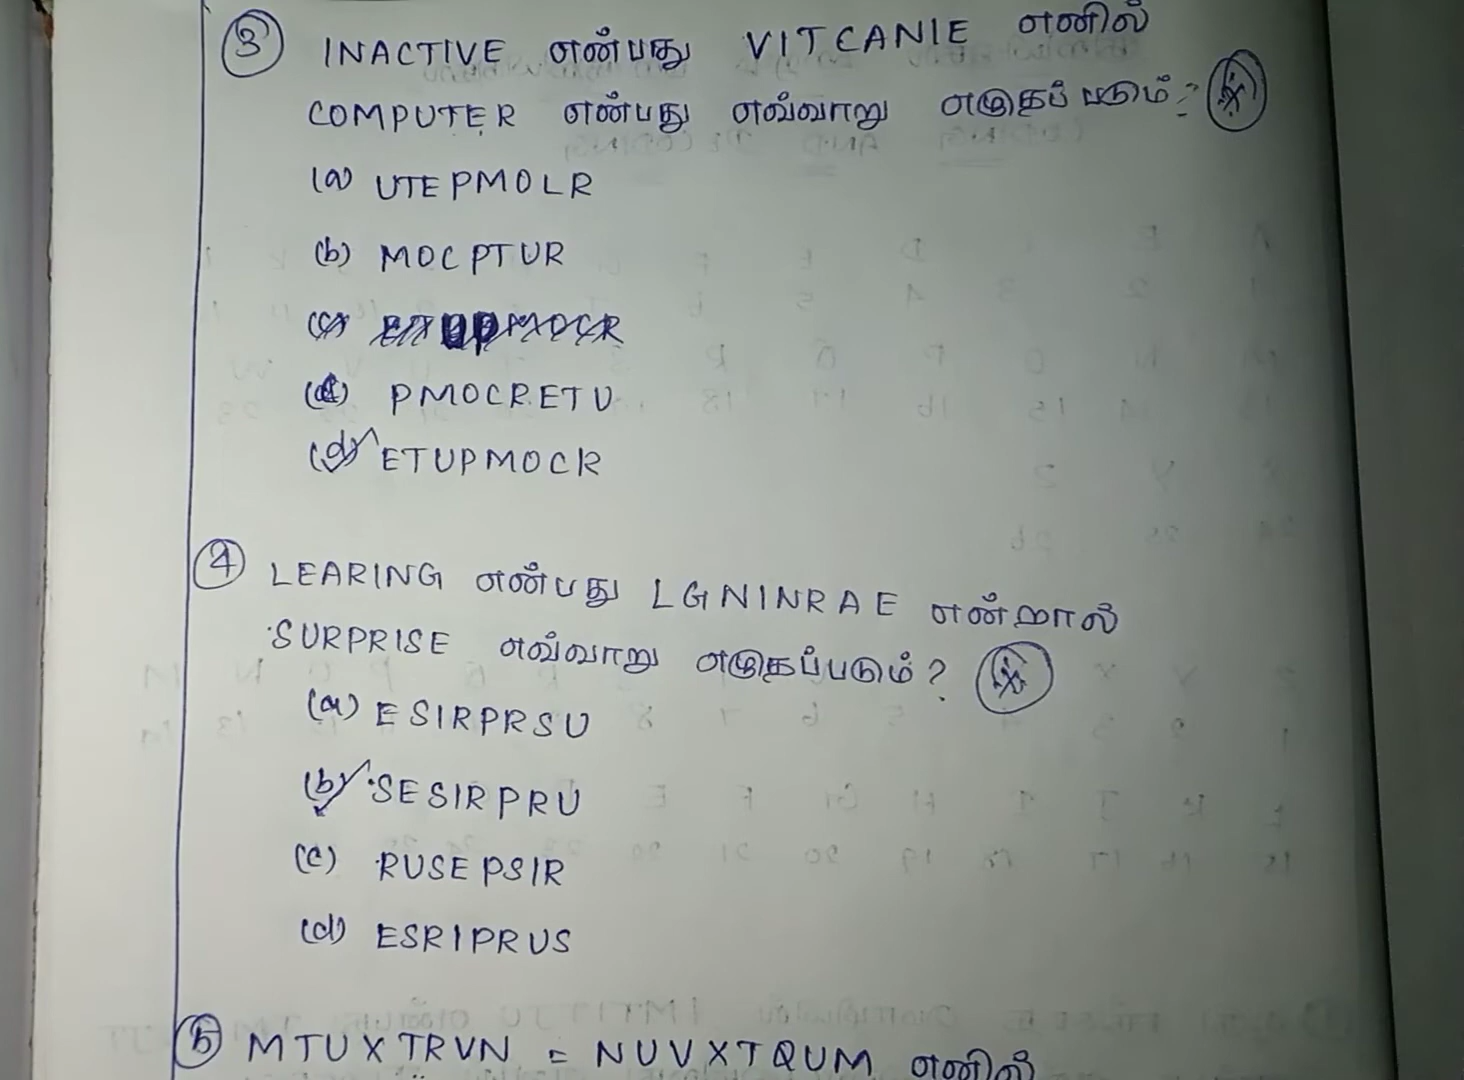 3 INACTIVE என்பது VITCANIE எனில்
COMPUTER என்பது எவ்வாறு எழுதப்படும்?
(a) UTEPMOLR
(b) MOCPTUR
(c) PMOCRETU
(d) ETUPMOCR
4 LEARING என்பது LGNINRAE என்றால்
SURPRISE எவ்வாறு எழுதப்படும்?
(a) ESIRPRSU
(b) SESIRPRU
(c) RUSEPSIR
(d) ESRIPRUS
5 MTUXTRVN = NUVXTQUM எனில்